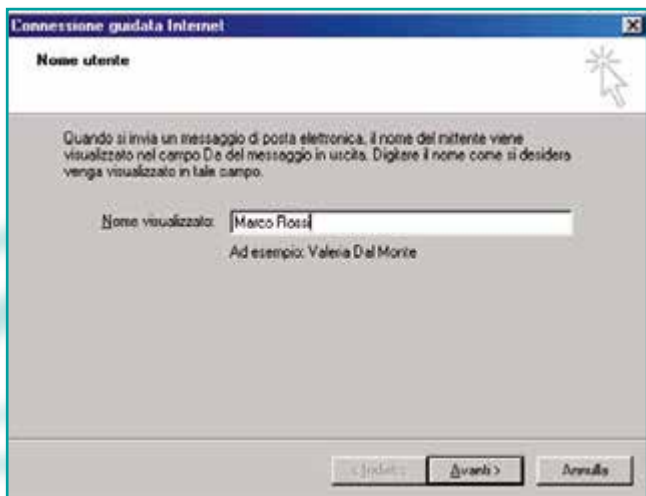 Connessione guidata Internet
Nome utente
Quando si invia un messaggio di posta elettronica, il nome del mittente viene
visualizzato nel campo Da del messaggio in uscita. Digitare il nome come si desidera
venga visualizzato in tale campo.
Nome visualizzato: Marco Rossi
Ad esempio: Valeria Dal Monte
< Indietro Avanti > Annulla